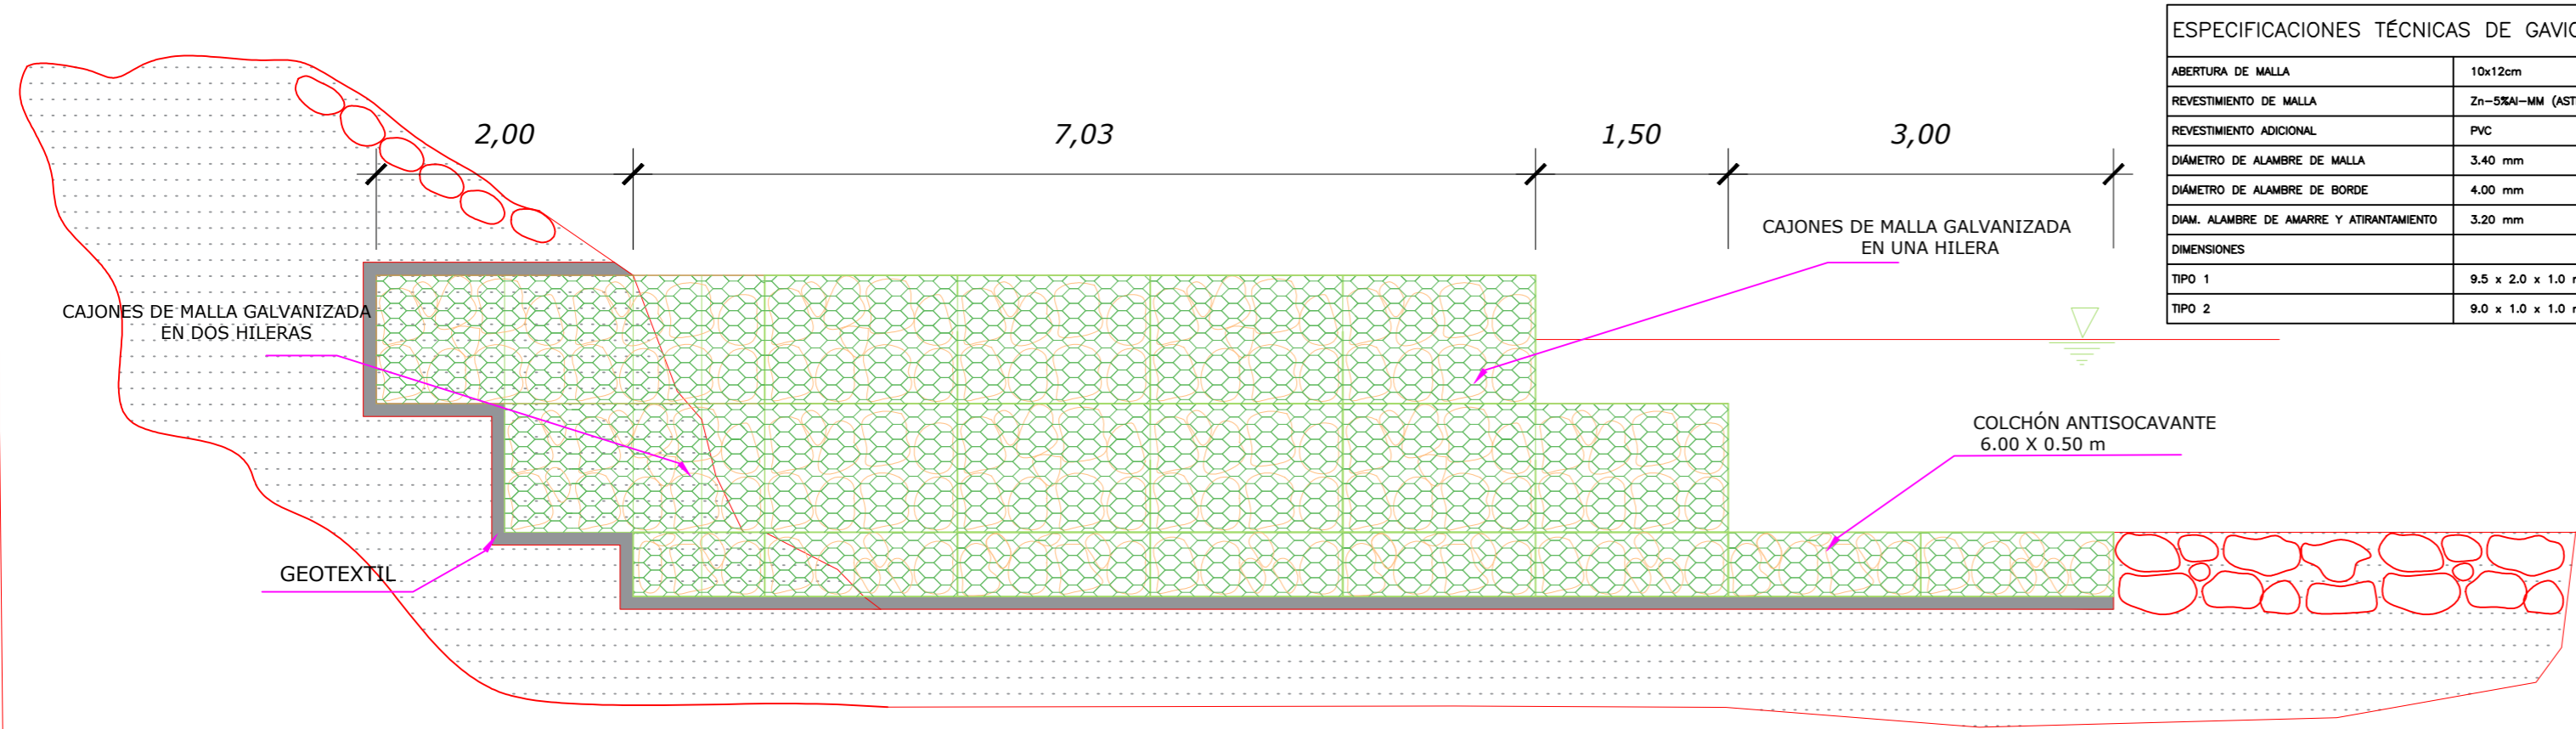 ESPECIFICACIONES TÉCNICAS DE
ABERTURA DE MALLA 10x12cm
REVESTIMIENTO DE MALLA Zn-5%Al-MM
REVESTIMIENTO ADICIONAL PVC
DIÁMETRO DE ALAMBRE DE MALLA 3.40 mm
DIÁMETRO DE ALAMBRE DE BORDE 4.00 mm
DIAM. ALAMBRE DE AMARRE Y ATIRANTAMIENTO 3.20 mm
DIMENSIONES
TIPO 1 9.5 x 2.0 x 1.0
TIPO 2 9.0 x 1.0 x 1.0
2,00 7,03 1,50 3,00
CAJONES DE MALLA GALVANIZADA
EN UNA HILERA
CAJONES DE MALLA GALVANIZADA
EN DOS HILERAS
COLCHÓN ANTISOCAVANTE
6.00 X 0.50 m
GEOTEXTIL